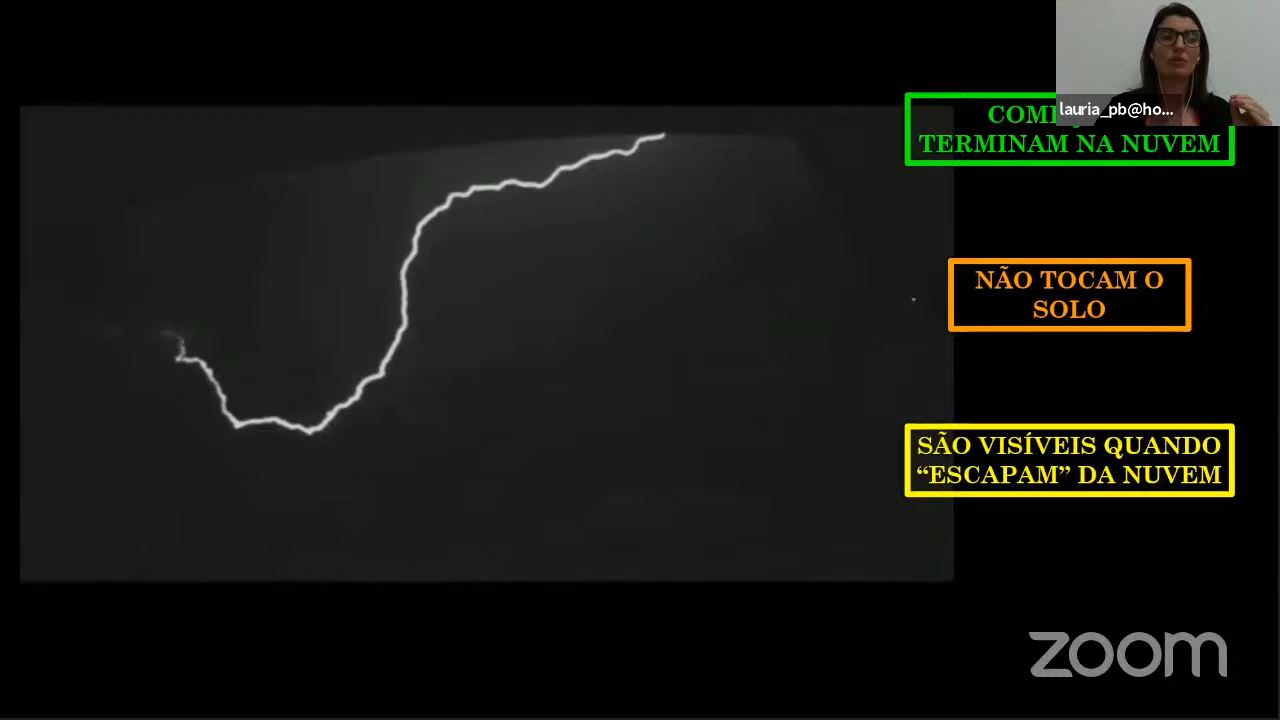 lauria_pb@ho...
TERMINAM NA NUVEM
NÃO TOCAM O
SOLO
SÃO VISÍVEIS QUANDO
“ESCAPAM” DA NUVEM
zoom